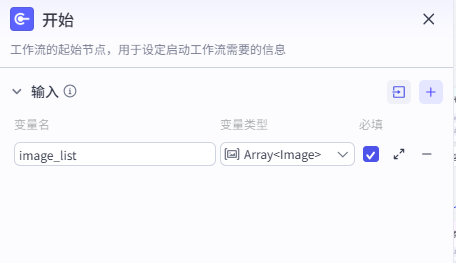 开始
工作流的起始节点，用于设定启动工作流需要的信息
输入
变量名 变量类型 必填
image_list Array<Image>